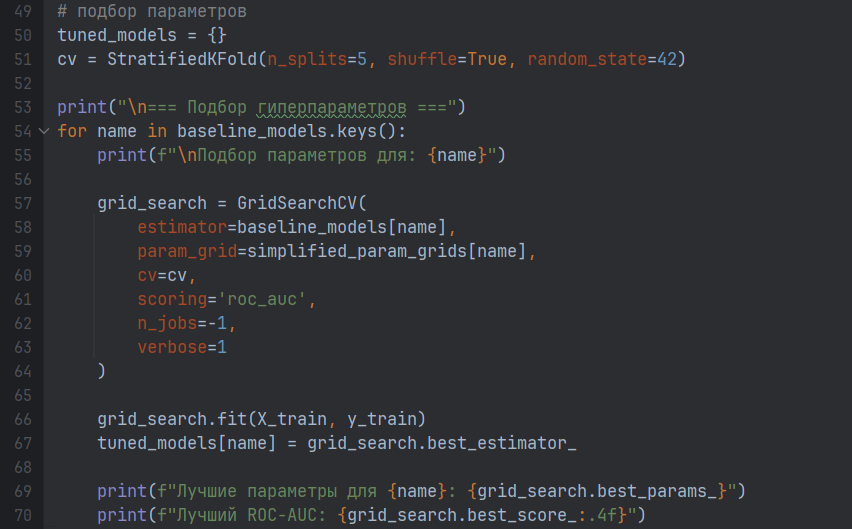 49 # подбор параметров
50 tuned_models = {}
51 cv = StratifiedKFold(n_splits=5, shuffle=True, random_state=42)
52
53 print("\n=== Подбор гиперпараметров ===")
54 for name in baseline_models.keys():
55     print(f"\nПодбор параметров для: {name}")
56
57     grid_search = GridSearchCV(
58         estimator=baseline_models[name],
59         param_grid=simplified_param_grids[name],
60         cv=cv,
61         scoring='roc_auc',
62         n_jobs=-1,
63         verbose=1
64     )
65
66     grid_search.fit(X_train, y_train)
67     tuned_models[name] = grid_search.best_estimator_
68
69     print(f"Лучшие параметры для {name}: {grid_search.best_params_}")
70     print(f"Лучший ROC-AUC: {grid_search.best_score_:.4f}")